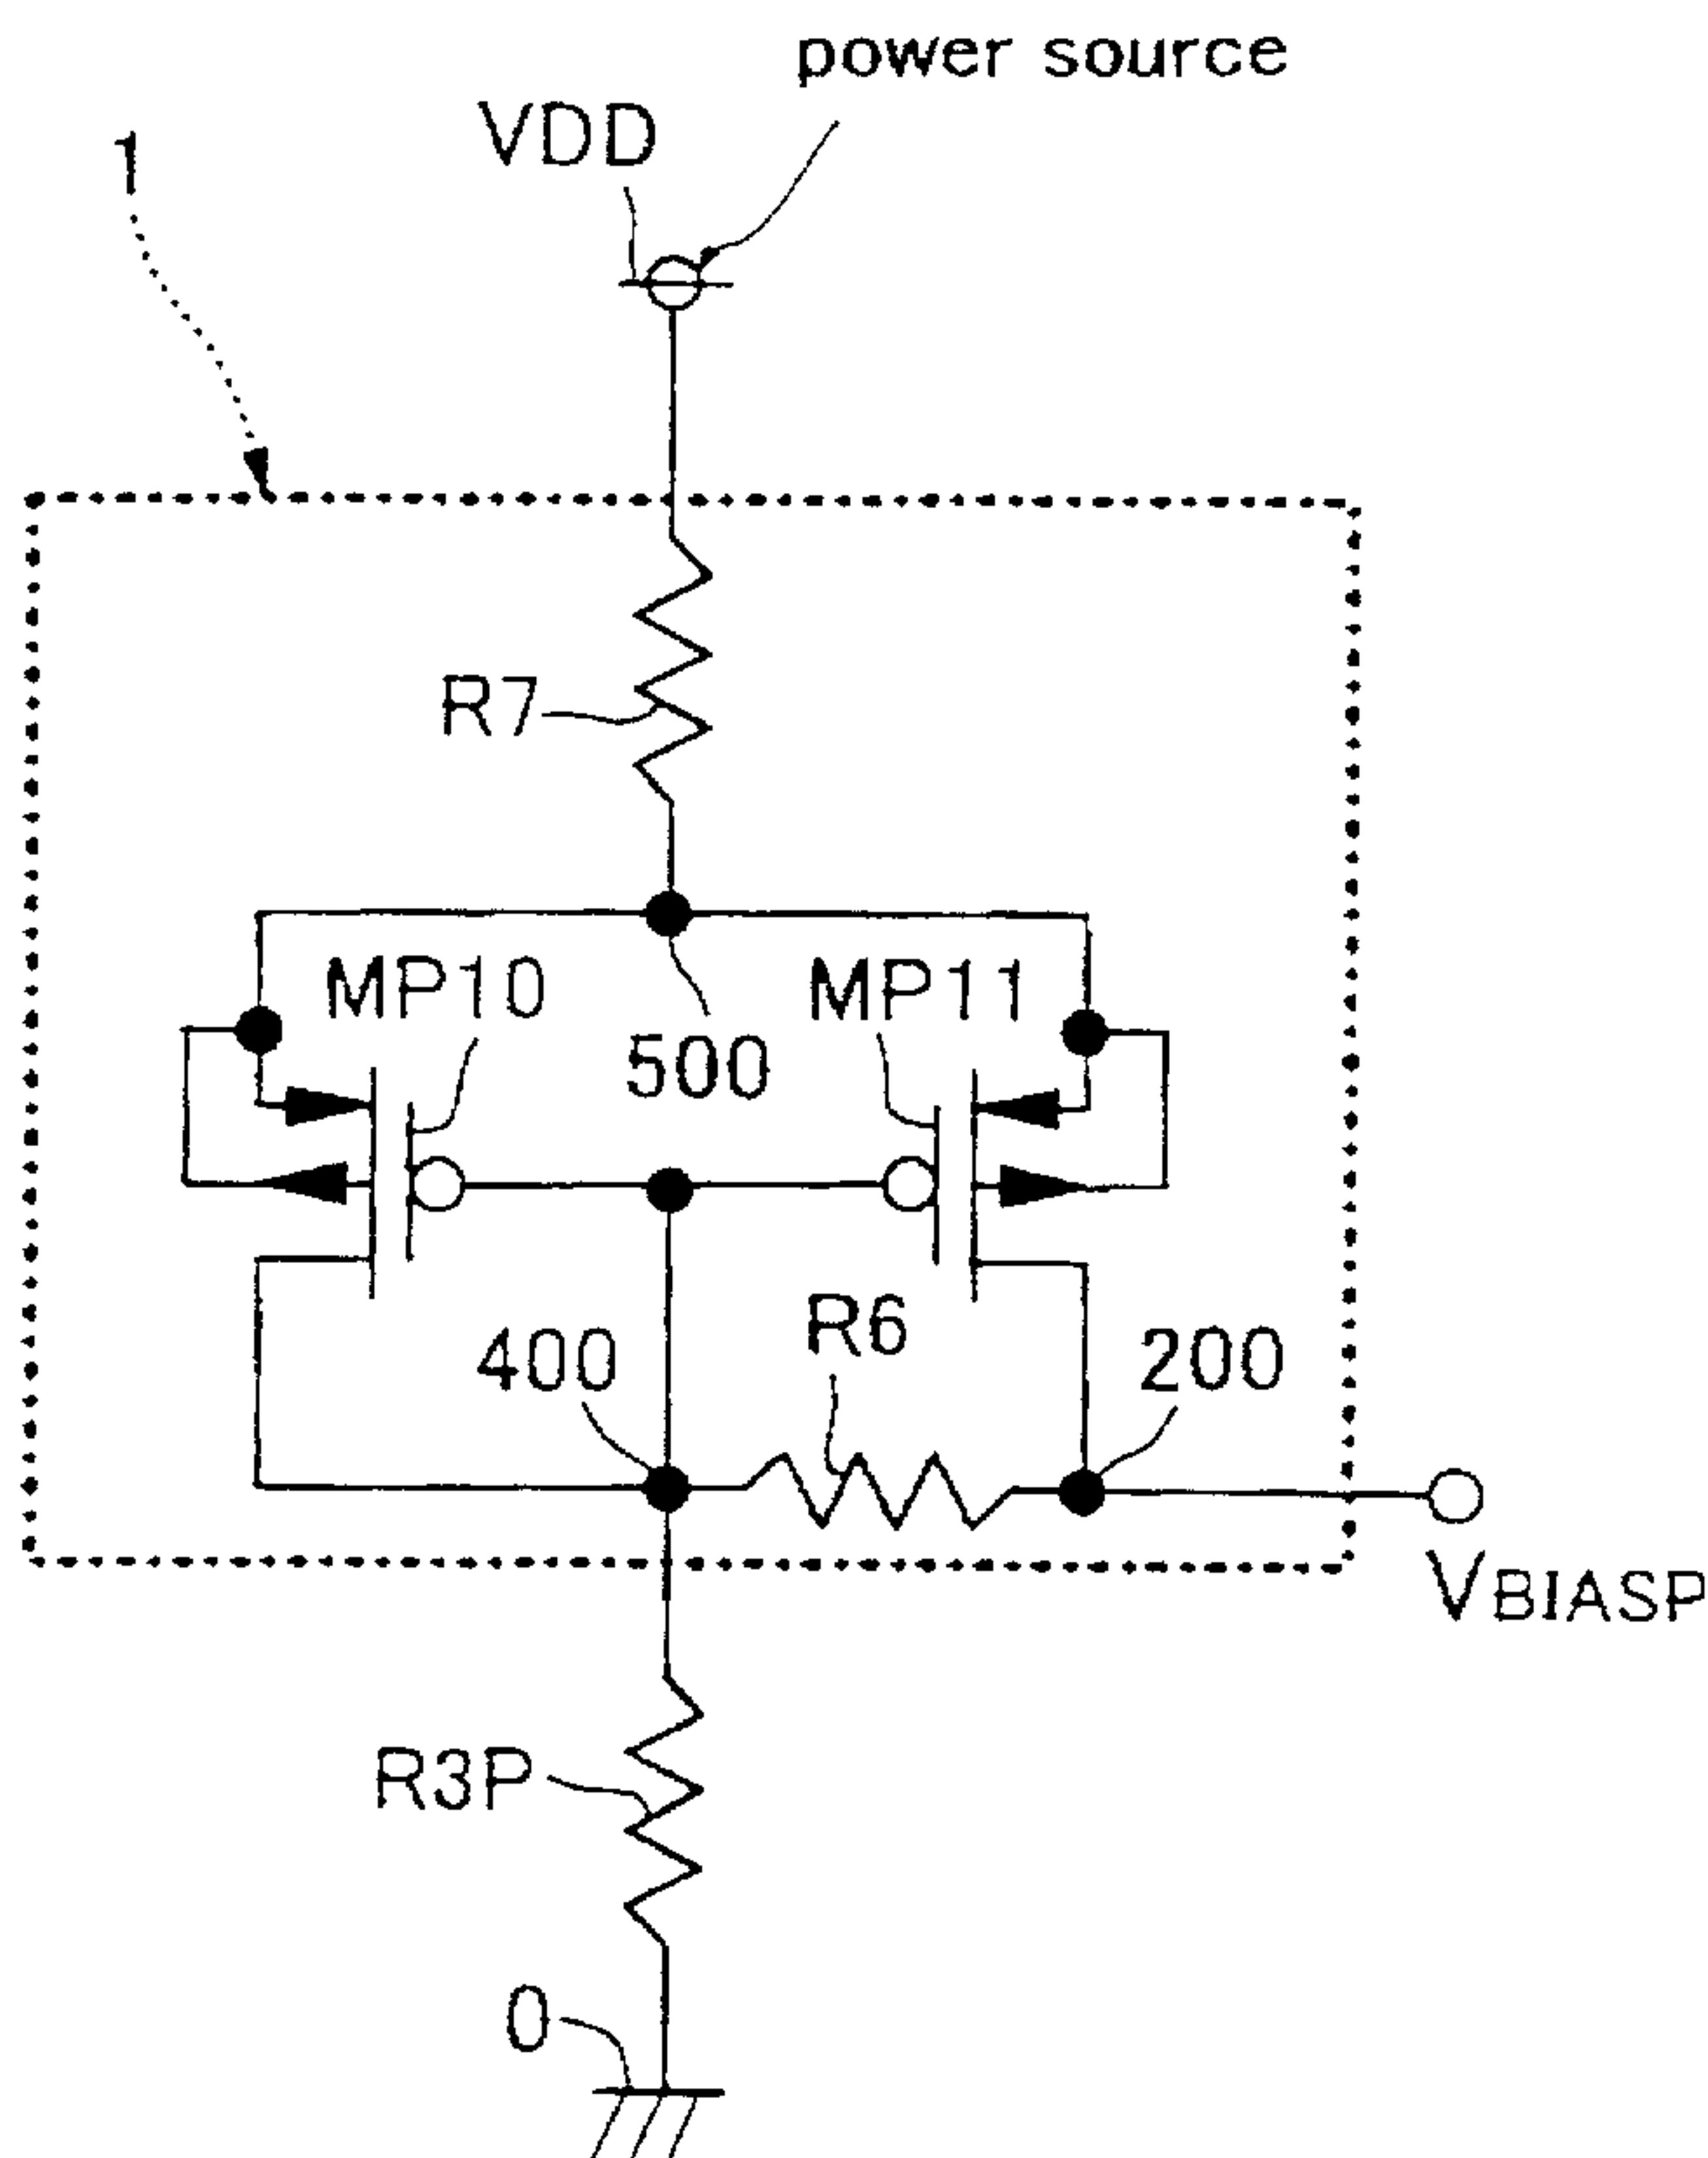 power source
VDD
1
R7
MP10
MP11
500
R6
400
200
VBIASP
R3P
0